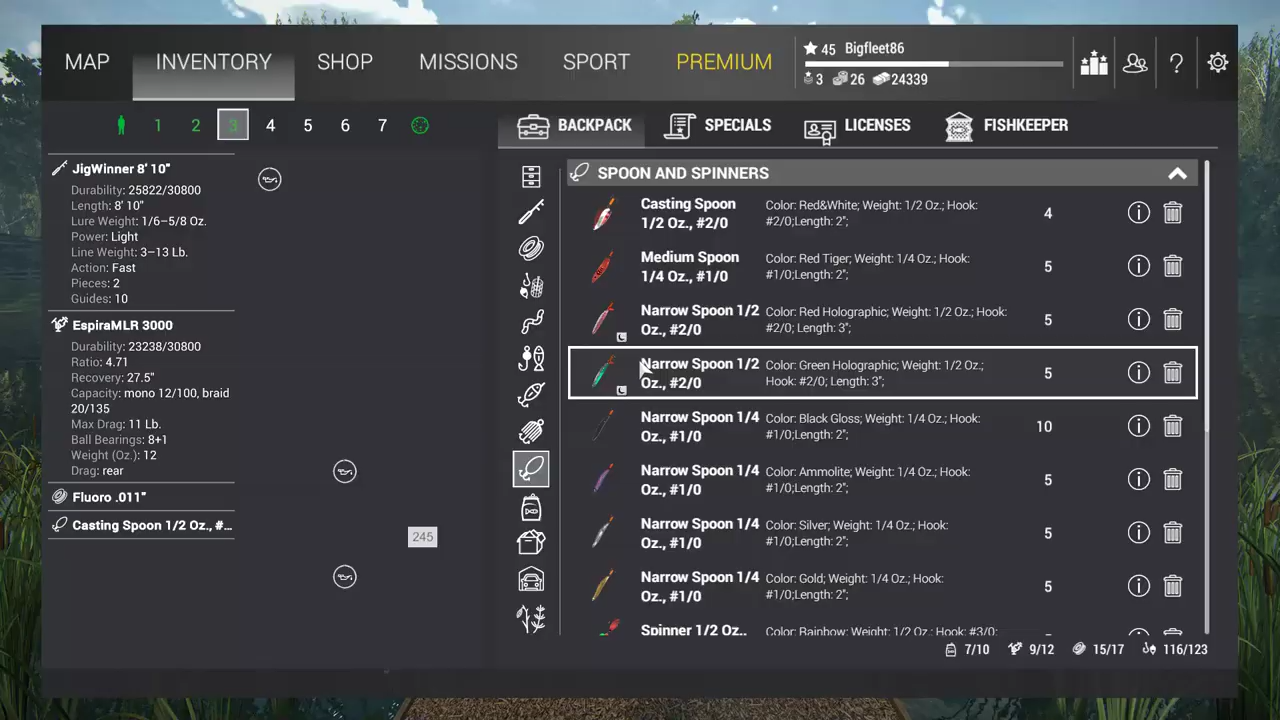 MAP
INVENTORY
SHOP
MISSIONS
SPORT
PREMIUM
45 Bigfleet86
3 26 24339
?
1 2 3 4 5 6 7
BACKPACK
SPECIALS
LICENSES
FISHKEEPER
JigWinner 8' 10"
Durability: 25822/30800
Length: 8' 10"
Lure Weight: 1/6–5/8 Oz.
Power: Light
Line Weight: 3–13 Lb.
Action: Fast
Pieces: 2
Guides: 10
EspiraMLR 3000
Durability: 23238/30800
Ratio: 4.71
Recovery: 27.5"
Capacity: mono 12/100, braid
20/135
Max Drag: 11 Lb.
Ball Bearings: 8+1
Weight (Oz.): 12
Drag: rear
Fluoro .011"
Casting Spoon 1/2 Oz., #...
245
SPOON AND SPINNERS
Casting Spoon
1/2 Oz., #2/0
Color: Red&White; Weight: 1/2 Oz.; Hook:
#2/0; Length: 2";
4
Medium Spoon
1/4 Oz., #1/0
Color: Red Tiger; Weight: 1/4 Oz.; Hook:
#1/0;Length: 2";
5
Narrow Spoon 1/2
Oz., #2/0
Color: Red Holographic; Weight: 1/2 Oz.;
Hook: #2/0; Length: 3";
5
Narrow Spoon 1/2
Oz., #2/0
Color: Green Holographic; Weight: 1/2 Oz.;
Hook: #2/0; Length: 3";
5
Narrow Spoon 1/4
Oz., #1/0
Color: Black Gloss; Weight: 1/4 Oz.; Hook:
#1/0;Length: 2";
10
Narrow Spoon 1/4
Oz., #1/0
Color: Ammolite; Weight: 1/4 Oz.; Hook:
#1/0;Length: 2";
5
Narrow Spoon 1/4
Oz., #1/0
Color: Silver; Weight: 1/4 Oz.; Hook:
#1/0;Length: 2";
5
Narrow Spoon 1/4
Oz., #1/0
Color: Gold; Weight: 1/4 Oz.; Hook:
#1/0;Length: 2";
5
Spinner 1/2 Oz..
Color: Rainbow; Weight: 1/2 Oz.; Hook: #3/0;
7/10 9/12 15/17 116/123